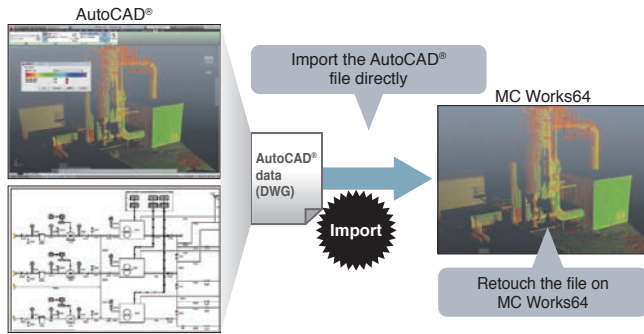 AutoCAD®
Import the AutoCAD®
file directly
MC Works64
AutoCAD®
data
(DWG)
Import
Retouch the file on
MC Works64